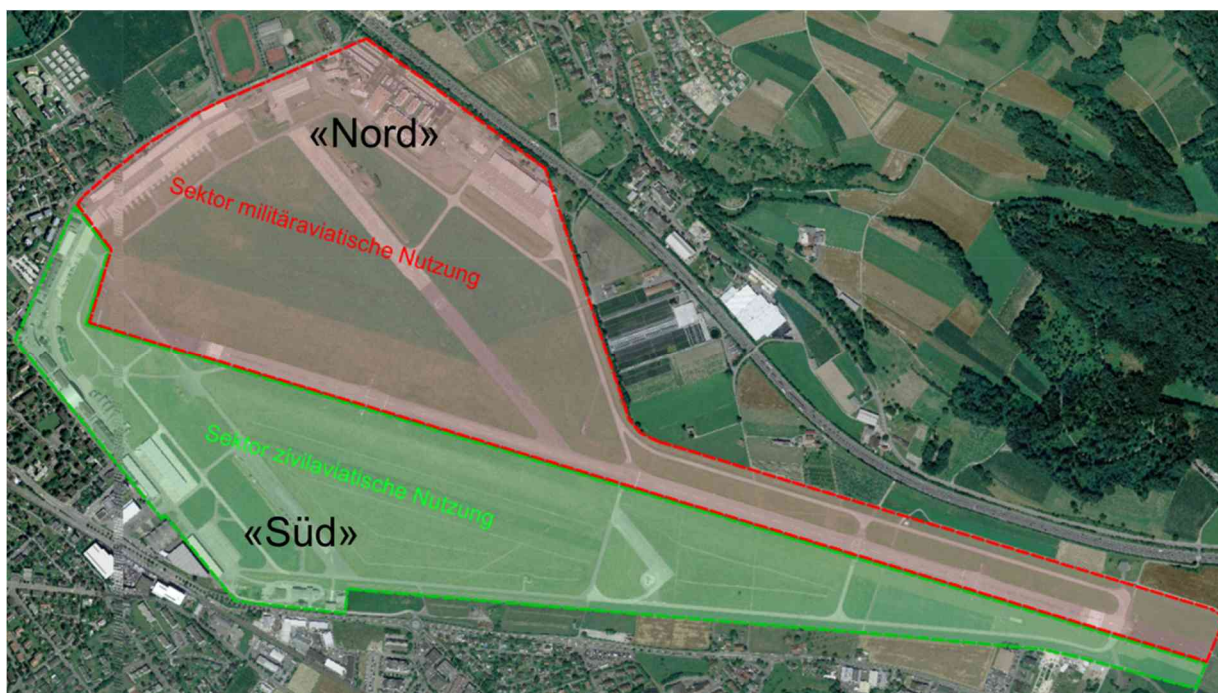 «Nord»
Sektor militäraviatische Nutzung
Sektor zivilaviatische Nutzung
«Süd»